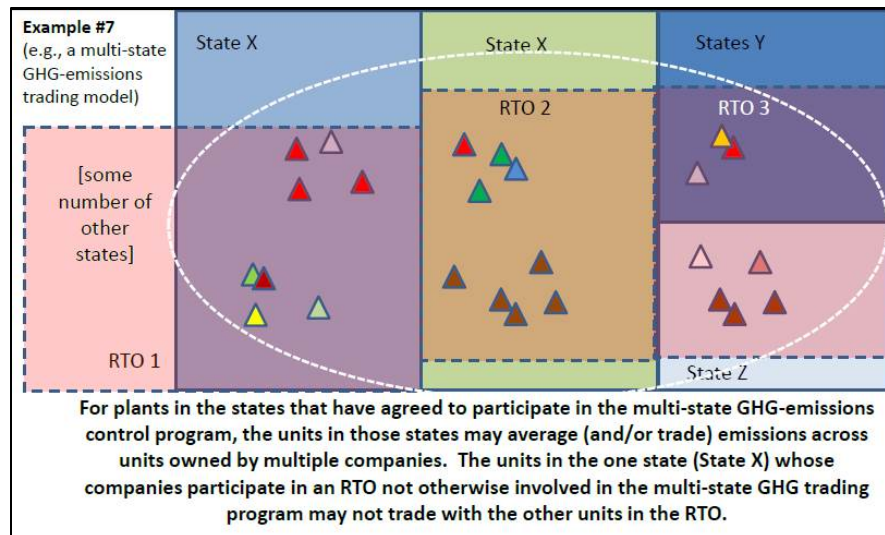 Example #7
(e.g., a multi-state
GHG-emissions
trading model)
State X
State X
States Y
RTO 2
RTO 3
[some
number of
other
states]
RTO 1
State Z
For plants in the states that have agreed to participate in the multi-state GHG-emissions
control program, the units in those states may average (and/or trade) emissions across
units owned by multiple companies.  The units in the one state (State X) whose
companies participate in an RTO not otherwise involved in the multi-state GHG trading
program may not trade with the other units in the RTO.